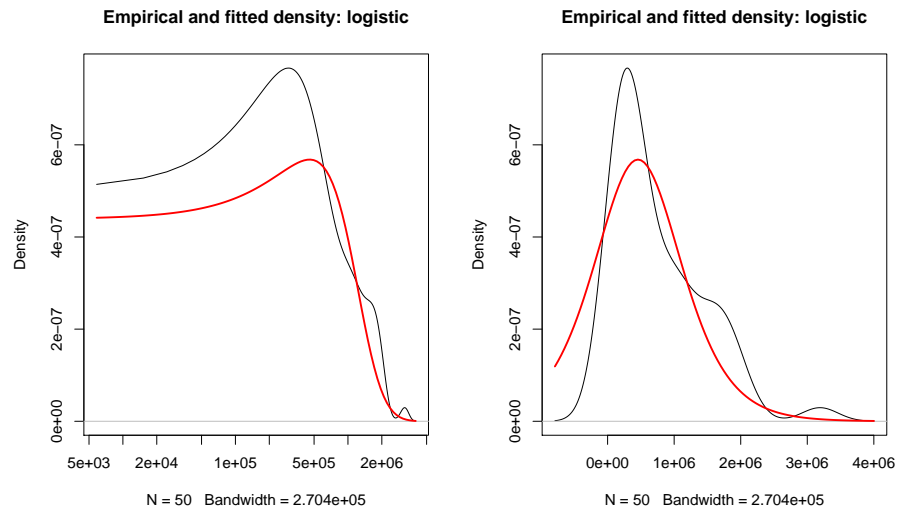 Empirical and fitted density: logistic
Density
0e+00
2e−07
4e−07
6e−07
5e+03
2e+04
1e+05
5e+05
2e+06
N = 50 Bandwidth = 2.704e+05
Empirical and fitted density: logistic
Density
0e+00
2e−07
4e−07
6e−07
0e+00
1e+06
2e+06
3e+06
4e+06
N = 50 Bandwidth = 2.704e+05